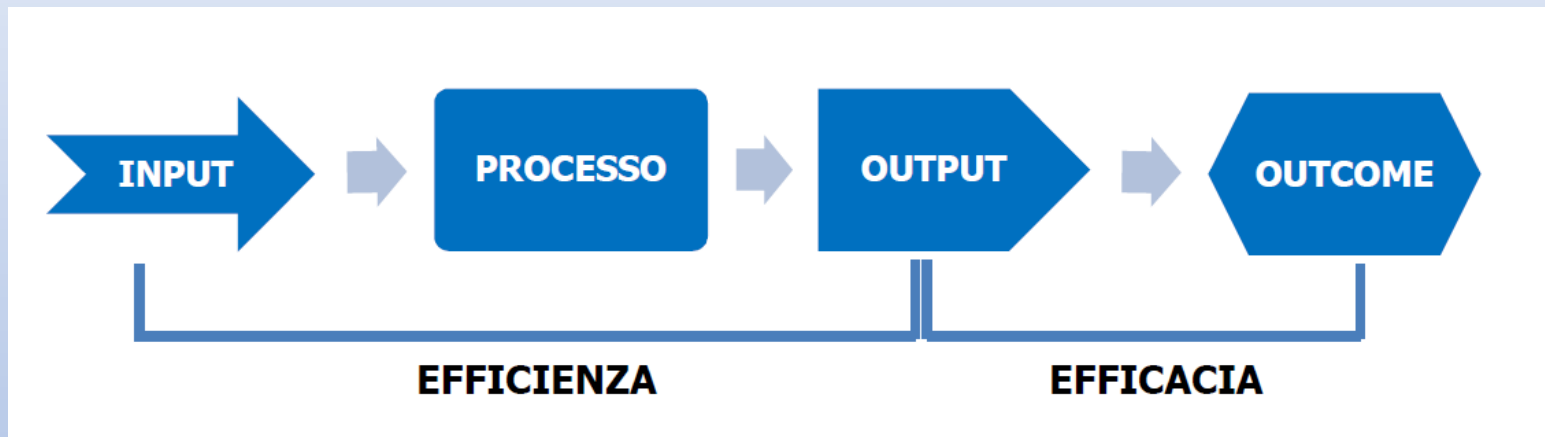 INPUT
PROCESSO
OUTPUT
OUTCOME
EFFICIENZA
EFFICACIA